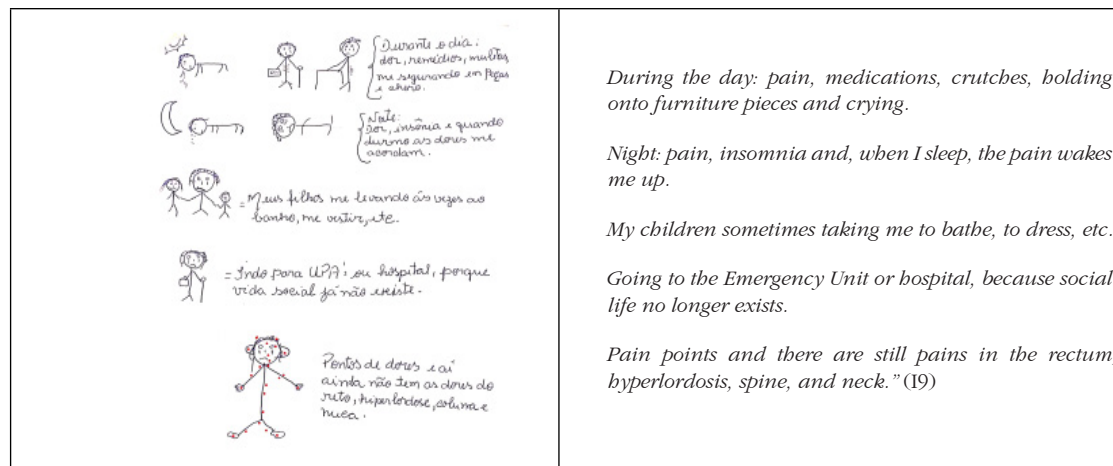 Durante o dia:
dor, remédios, muletas,
me segurando em peças
e choro.
Noite:
Dor, insônia e quando
durmo as dores me
acordam.
= Meus filhos me levando ás vezes ao
banho, me vestir, etc.
= Indo para UPA's ou hospital, porque
vida social já não existe.
Pontos de dores e aí
ainda não tem as dores do
reto, hiperlordose, coluna e
nuca.
During the day: pain, medications, crutches, holding
onto furniture pieces and crying.
Night: pain, insomnia and, when I sleep, the pain wakes
me up.
My children sometimes taking me to bathe, to dress, etc.
Going to the Emergency Unit or hospital, because social
life no longer exists.
Pain points and there are still pains in the rectum,
hyperlordosis, spine, and neck." (I9)